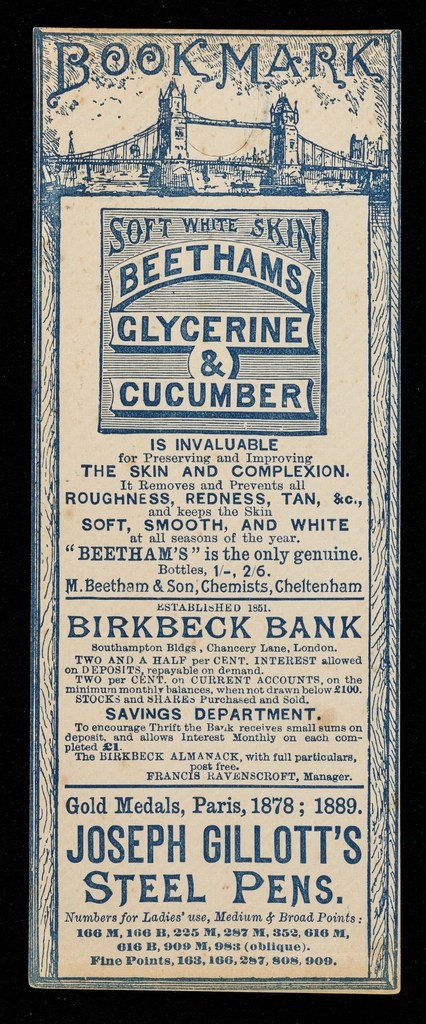 BOOK MARK
SOFT WHITE SKIN
BEETHAMS
GLYCERINE
&
CUCUMBER
IS INVALUABLE
for Preserving and Improving
THE SKIN AND COMPLEXION.
It Removes and Prevents all
ROUGHNESS, REDNESS, TAN, &c.,
and keeps the Skin
SOFT, SMOOTH, AND WHITE
at all seasons of the year.
"BEETHAM'S" is the only genuine.
Bottles, 1/-, 2/6.
M. Beetham & Son, Chemists, Cheltenham
ESTABLISHED 1851.
BIRKBECK BANK
Southampton Bldgs, Chancery Lane, London.
TWO AND A HALF per CENT. INTEREST allowed
on DEPOSITS, repayable on demand.
TWO per CENT. on CURRENT ACCOUNTS, on the
minimum monthly balances, when not drawn below £100.
STOCKS and SHARES Purchased and Sold.
SAVINGS DEPARTMENT.
To encourage Thrift the Bank receives small sums on
deposit, and allows Interest Monthly on each com-
pleted £1.
The BIRKBECK ALMANACK, with full particulars,
post free.
FRANCIS RAVENSCROFT, Manager.
Gold Medals, Paris, 1878; 1889.
JOSEPH GILLOTT'S
STEEL PENS.
Numbers for Ladies' use, Medium & Broad Points:
166 M, 166 B, 225 M, 287 M, 352, 616 M,
616 B, 909 M, 983 (oblique).
Fine Points, 163, 166, 287, 808, 909.